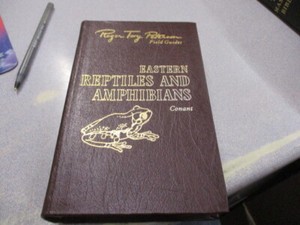 Roger Tory Peterson
Field Guides
EASTERN
REPTILES AND
AMPHIBIANS
Conant